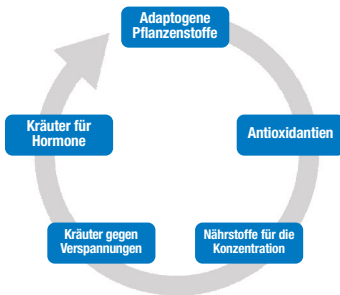 Adaptogene
Pflanzenstoffe
Antioxidantien
Nährstoffe für die
Konzentration
Kräuter gegen
Verspannungen
Kräuter für
Hormone